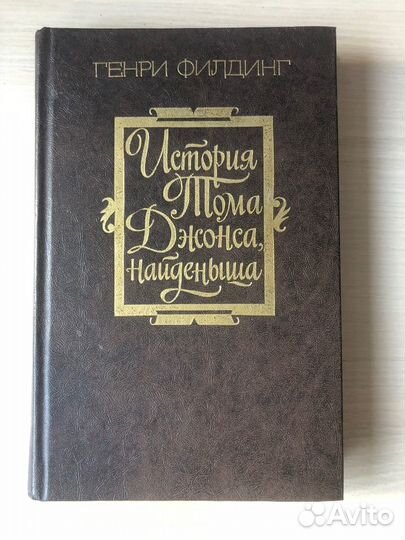 ГЕНРИ ФИЛДИНГ
История
Тома
Джонса,
найденыша
Avito